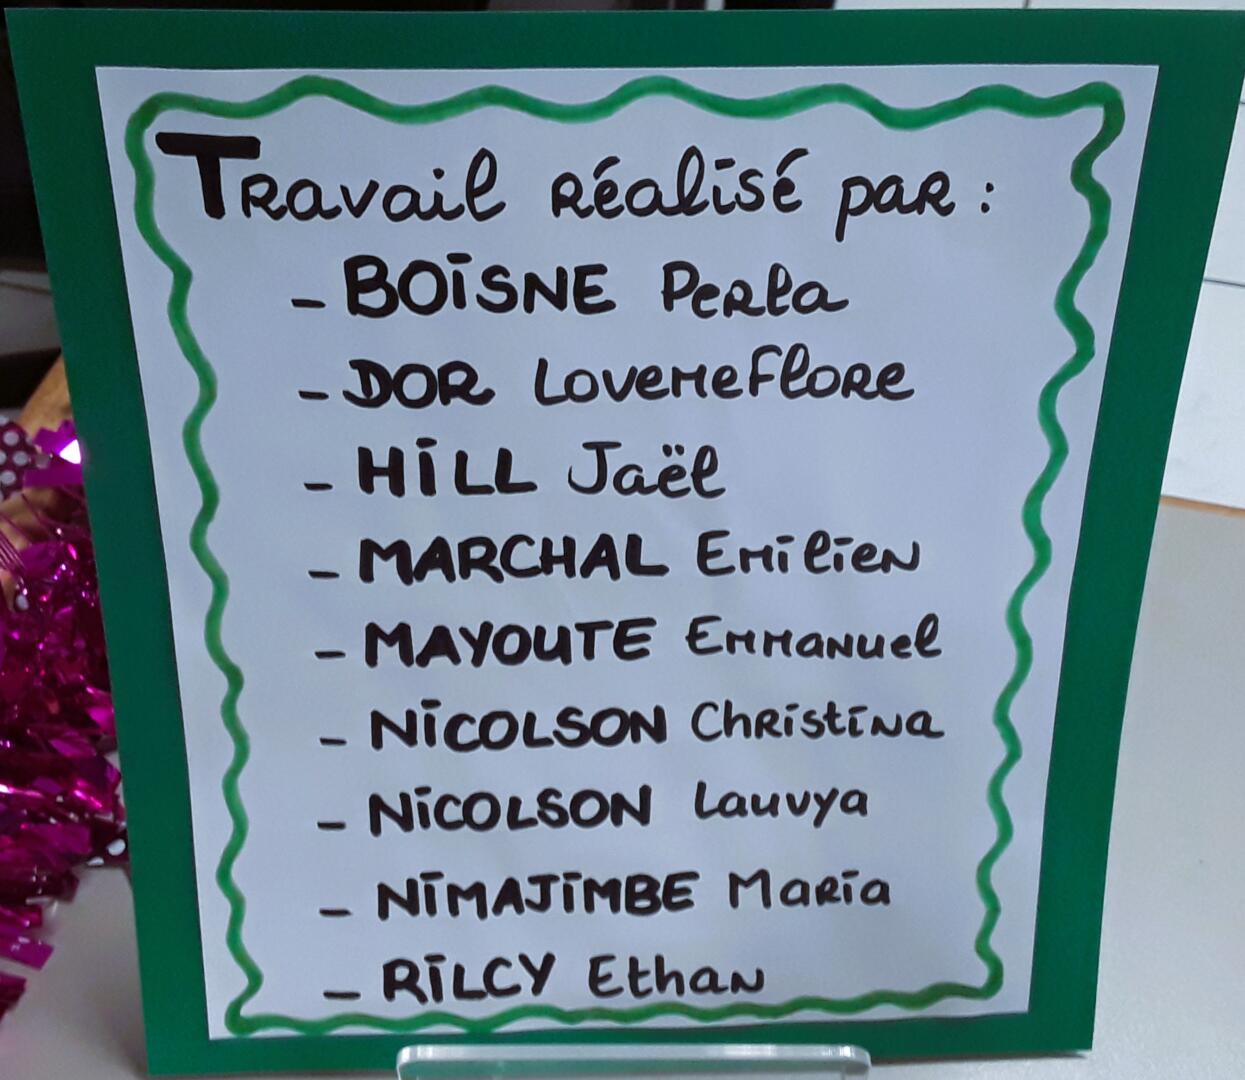 Travail réalisé par :
- BOISNE Perla
- DOR Lovemeflore
- HILL Jaël
- MARCHAL Emilien
- MAYOUTE Emmanuel
- NICOLSON Christina
- NICOLSON Lauvya
- NIMAJIMBE Maria
- RILCY Ethan